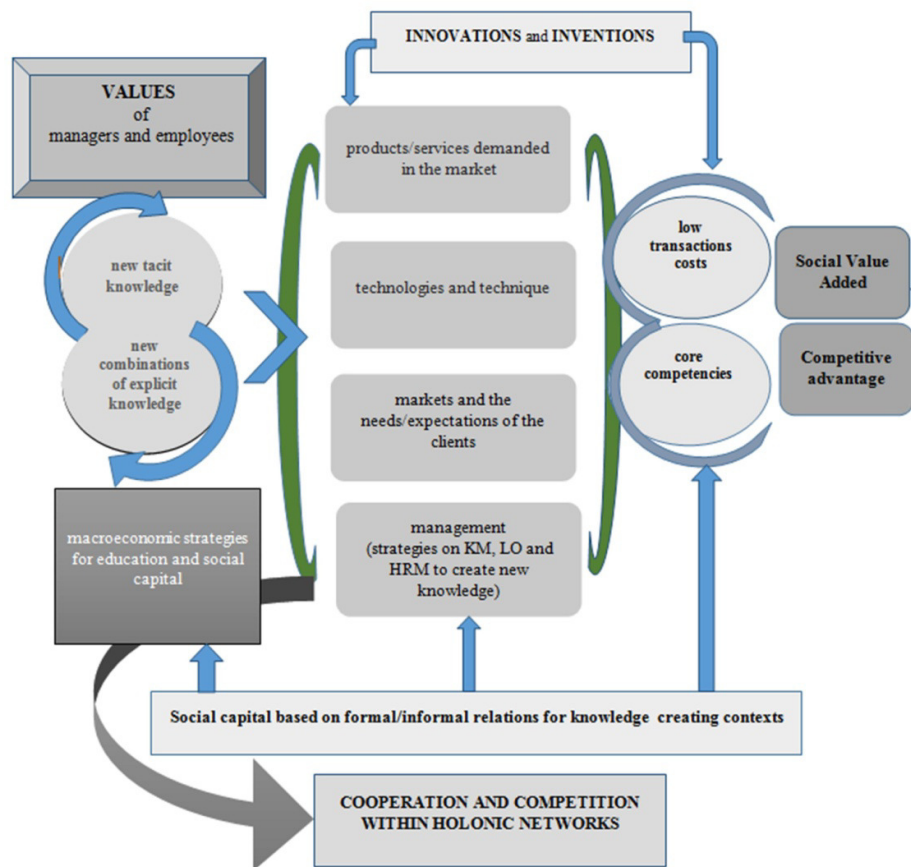 INNOVATIONS and INVENTIONS
VALUES
of
managers and employees
products/services demanded
in the market
new tacit
knowledge
technologies and technique
low
transactions
costs
Social Value
Added
new
combinations
of explicit
knowledge
core
competencies
Competitive
advantage
markets and the
needs/expectations of the
clients
macroeconomic strategies
for education and social
capital
management
(strategies on KM, LO and
HRM to create new
knowledge)
Social capital based on formal/informal relations for knowledge creating contexts
COOPERATION AND COMPETITION
WITHIN HOLONIC NETWORKS